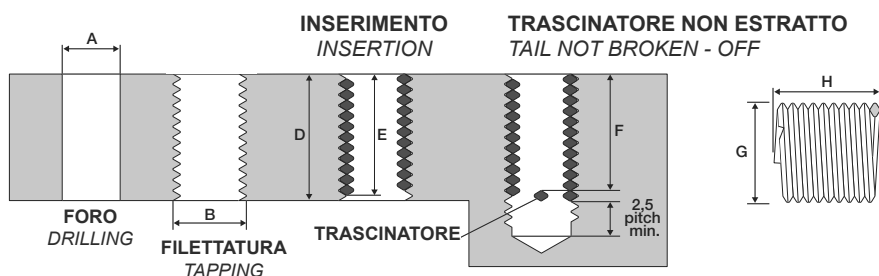 INSERIMENTO
INSERTION
TRASCINATORE NON ESTRATTO
TAIL NOT BROKEN - OFF
A
D
E
F
H
G
B
FORO
DRILLING
FILETTATURA
TAPPING
TRASCINATORE
2,5
pitch
min.